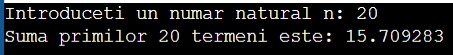 Introduceti un numar natural n: 20
Suma primilor 20 termeni este: 15.709283